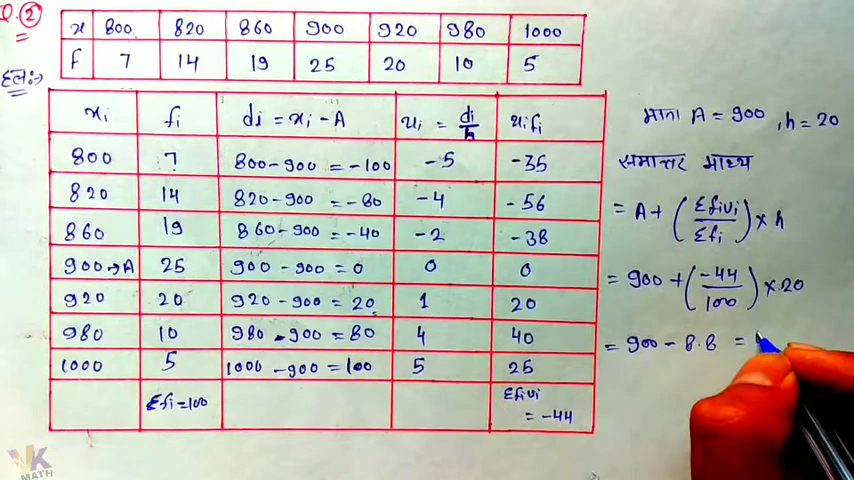 Q.2
x 800 820 860 900 920 980 1000
F 7 14 19 25 20 10 5
हल:→
xi fi di = xi - A ui = di/h uifi
800 7 800-900 = -100 -5 -35
820 14 820-900 = -80 -4 -56
860 19 860-900 = -40 -2 -38
900→A 25 900-900 = 0 0 0
920 20 920-900 = 20 1 20
980 10 980-900 = 80 4 40
1000 5 1000-900 = 100 5 25
Σfi = 100 Σfiui = -44
माना A = 900, h = 20
समान्तर माध्य
= A + (Σfiui/Σfi) × h
= 900 + (-44/100) × 20
= 900 - 8.8 =
VK
MATH